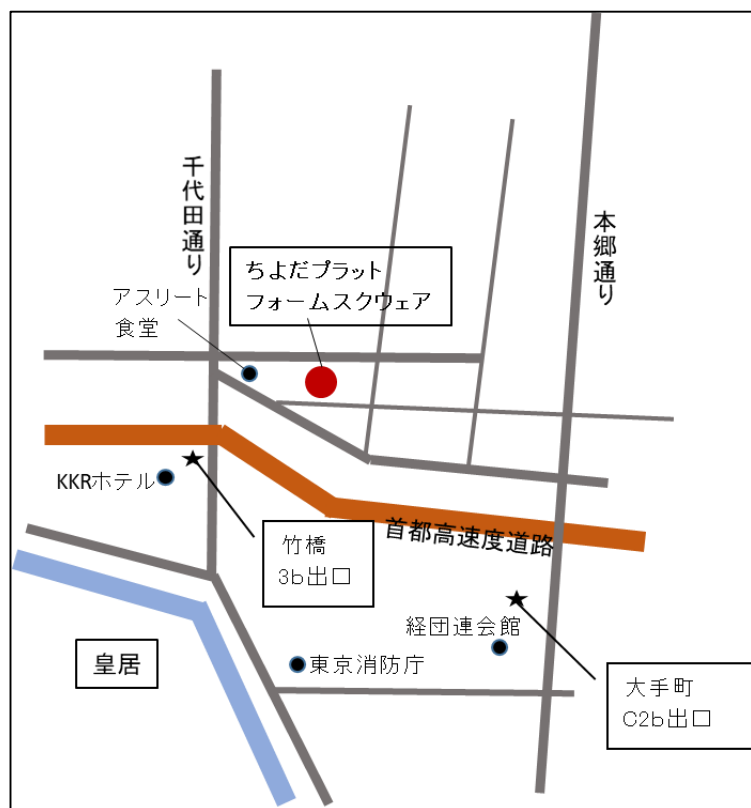 千代田通り
本郷通り
ちよだプラット
フォームスクウェア
アスリート
食堂
KKRホテル
首都高速度道路
竹橋
3b出口
経団連会館
皇居
東京消防庁
大手町
C2b出口